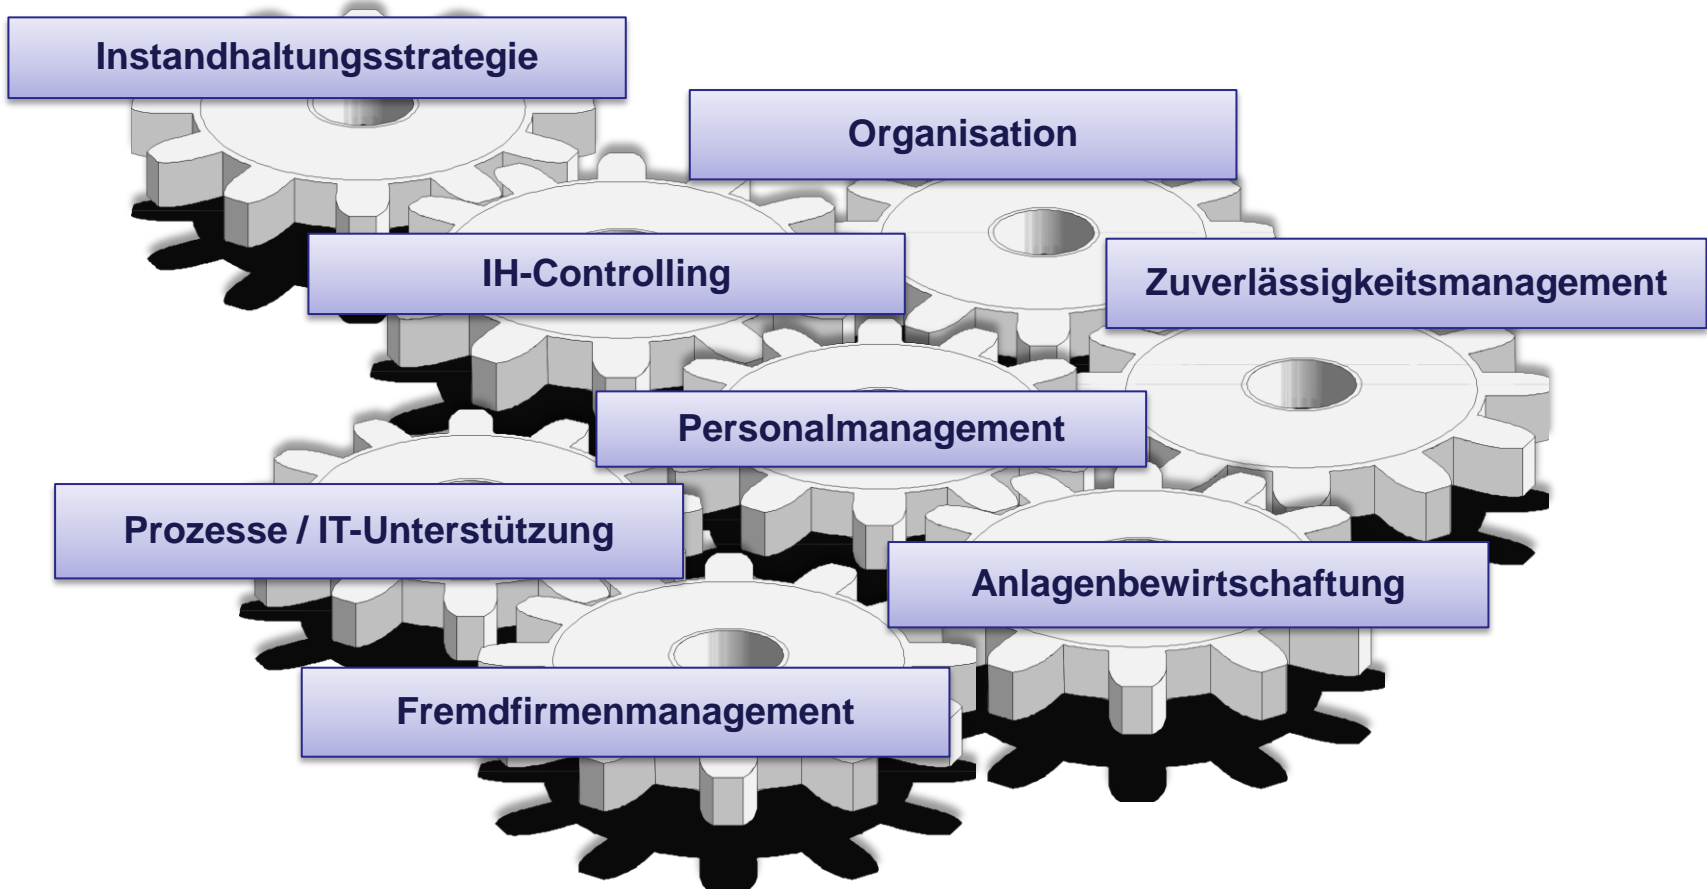 Instandhaltungsstrategie
Organisation
IH-Controlling
Zuverlässigkeitsmanagement
Personalmanagement
Prozesse / IT-Unterstützung
Anlagenbewirtschaftung
Fremdfirmenmanagement